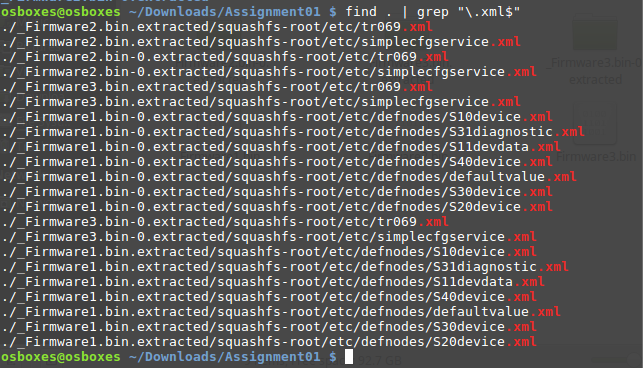 osboxes@osboxes ~/Downloads/Assignment01 $ find . | grep "\.xml$"
./_Firmware2.bin.extracted/squashfs-root/etc/tr069.xml
./_Firmware2.bin.extracted/squashfs-root/etc/simplecfgservice.xml
./_Firmware2.bin-0.extracted/squashfs-root/etc/tr069.xml
./_Firmware2.bin-0.extracted/squashfs-root/etc/simplecfgservice.xml
./_Firmware3.bin.extracted/squashfs-root/etc/tr069.xml
./_Firmware3.bin.extracted/squashfs-root/etc/simplecfgservice.xml
./_Firmware1.bin-0.extracted/squashfs-root/etc/defnodes/S10device.xml
./_Firmware1.bin-0.extracted/squashfs-root/etc/defnodes/S31diagnostic.xml
./_Firmware1.bin-0.extracted/squashfs-root/etc/defnodes/S11devdata.xml
./_Firmware1.bin-0.extracted/squashfs-root/etc/defnodes/S40device.xml
./_Firmware1.bin-0.extracted/squashfs-root/etc/defnodes/defaultvalue.xml
./_Firmware1.bin-0.extracted/squashfs-root/etc/defnodes/S30device.xml
./_Firmware1.bin-0.extracted/squashfs-root/etc/defnodes/S20device.xml
./_Firmware3.bin-0.extracted/squashfs-root/etc/tr069.xml
./_Firmware3.bin-0.extracted/squashfs-root/etc/simplecfgservice.xml
./_Firmware1.bin.extracted/squashfs-root/etc/defnodes/S10device.xml
./_Firmware1.bin.extracted/squashfs-root/etc/defnodes/S31diagnostic.xml
./_Firmware1.bin.extracted/squashfs-root/etc/defnodes/S11devdata.xml
./_Firmware1.bin.extracted/squashfs-root/etc/defnodes/S40device.xml
./_Firmware1.bin.extracted/squashfs-root/etc/defnodes/defaultvalue.xml
./_Firmware1.bin.extracted/squashfs-root/etc/defnodes/S30device.xml
./_Firmware1.bin.extracted/squashfs-root/etc/defnodes/S20device.xml
osboxes@osboxes ~/Downloads/Assignment01 $
_Firmware3.bin-0.
extracted
Firmware3.bin